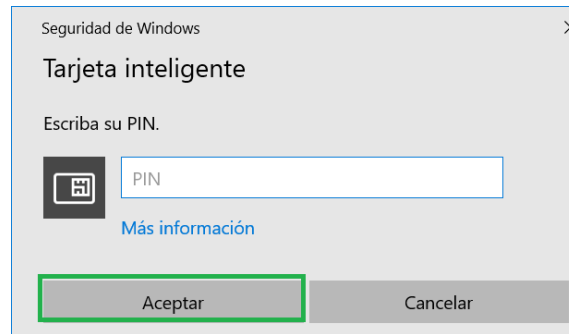 Seguridad de Windows
Tarjeta inteligente
Escriba su PIN.
PIN
Más información
Aceptar
Cancelar